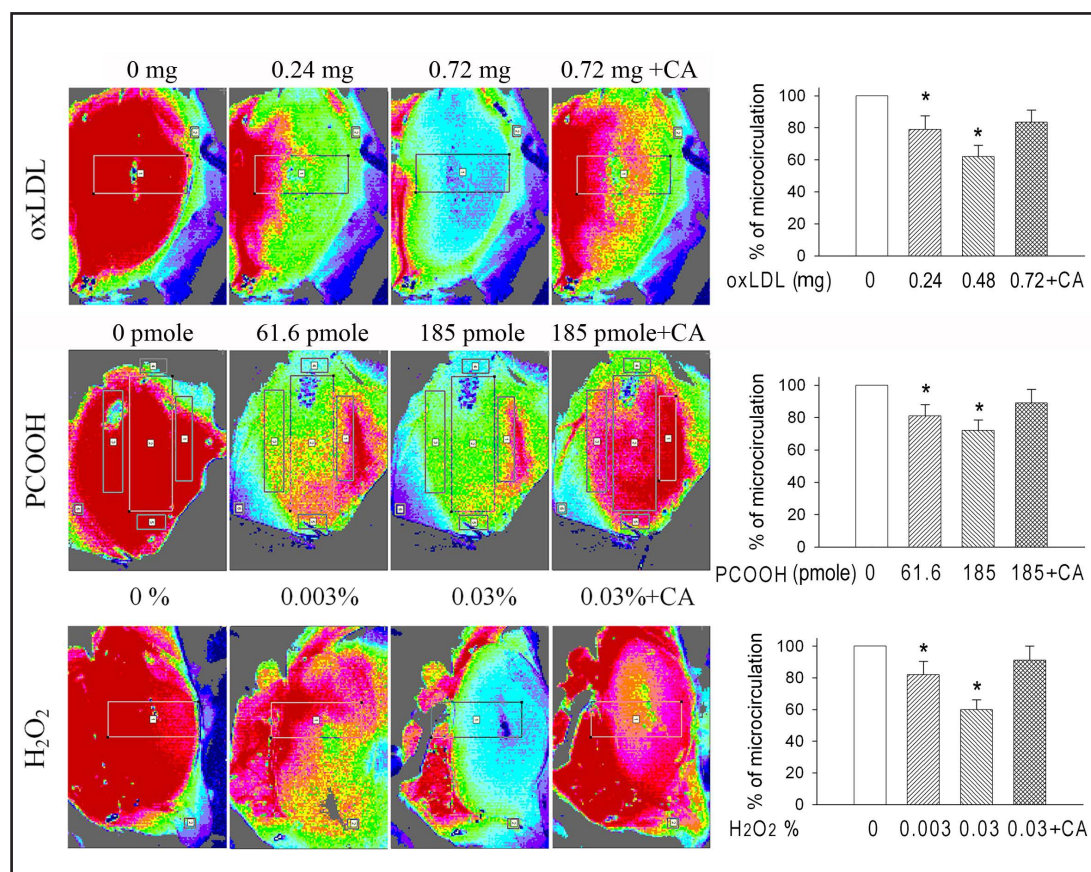 0 mg 0.24 mg 0.72 mg 0.72 mg +CA
oxLDL
% of microcirculation
100
80
60
40
20
0
* *
oxLDL (mg) 0 0.24 0.48 0.72+CA
0 pmole 61.6 pmole 185 pmole 185 pmole+CA
PCOOH
% of microcirculation
100
80
60
40
20
0
* *
PCOOH (pmole) 0 61.6 185 185+CA
0 % 0.003% 0.03% 0.03%+CA
H₂O₂
% of microcirculation
100
80
60
40
20
0
* *
H2O2 % 0 0.003 0.03 0.03+CA